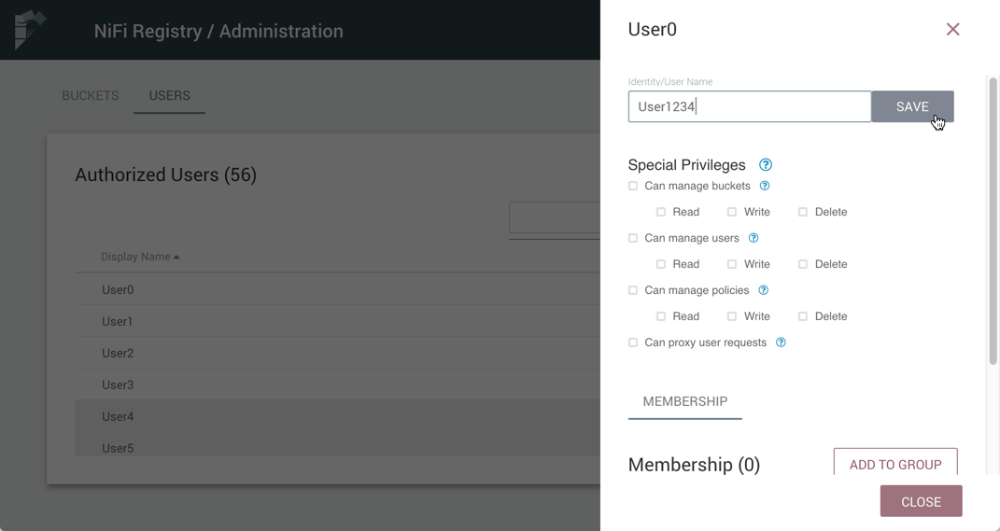 NiFi Registry / Administration
BUCKETS USERS
Authorized Users (56)
Display Name
User0
User1
User2
User3
User4
User5
User0
Identity/User Name
User1234
SAVE
Special Privileges ?
Can manage buckets ?
Read Write Delete
Can manage users ?
Read Write Delete
Can manage policies ?
Read Write Delete
Can proxy user requests ?
MEMBERSHIP
Membership (0)
ADD TO GROUP
CLOSE